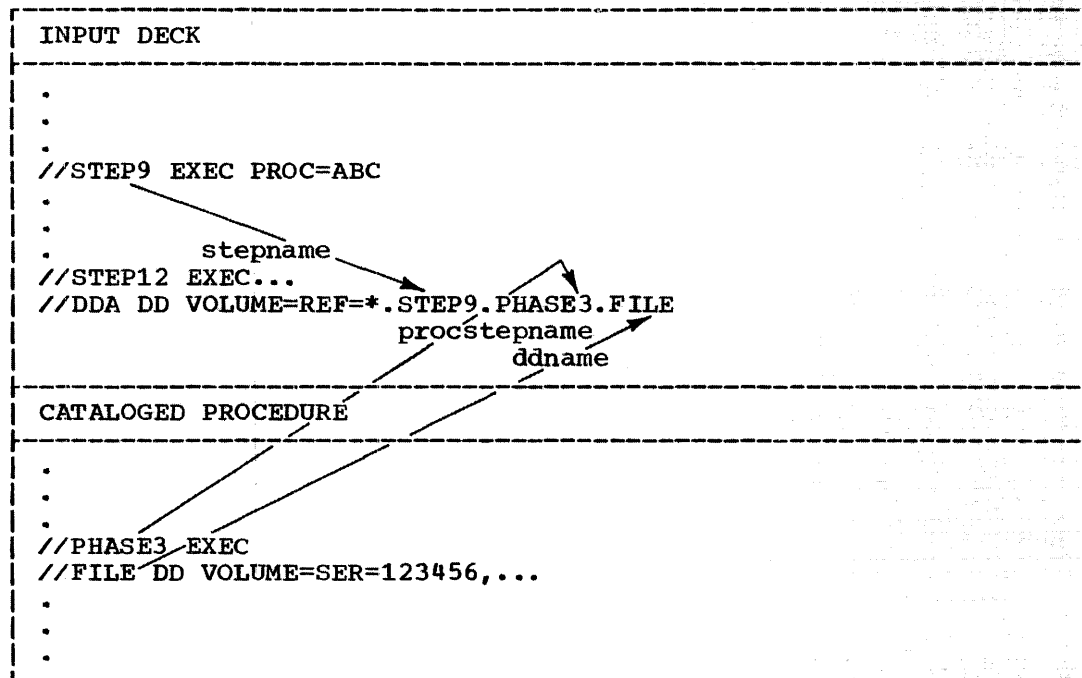 INPUT DECK
.
.
.
//STEP9 EXEC PROC=ABC
.
.
.
stepname
//STEP12 EXEC...
//DDA DD VOLUME=REF=*.STEP9.PHASE3.FILE
procstepname
ddname
CATALOGED PROCEDURE
.
.
.
//PHASE3 EXEC
//FILE DD VOLUME=SER=123456,...
.
.
.